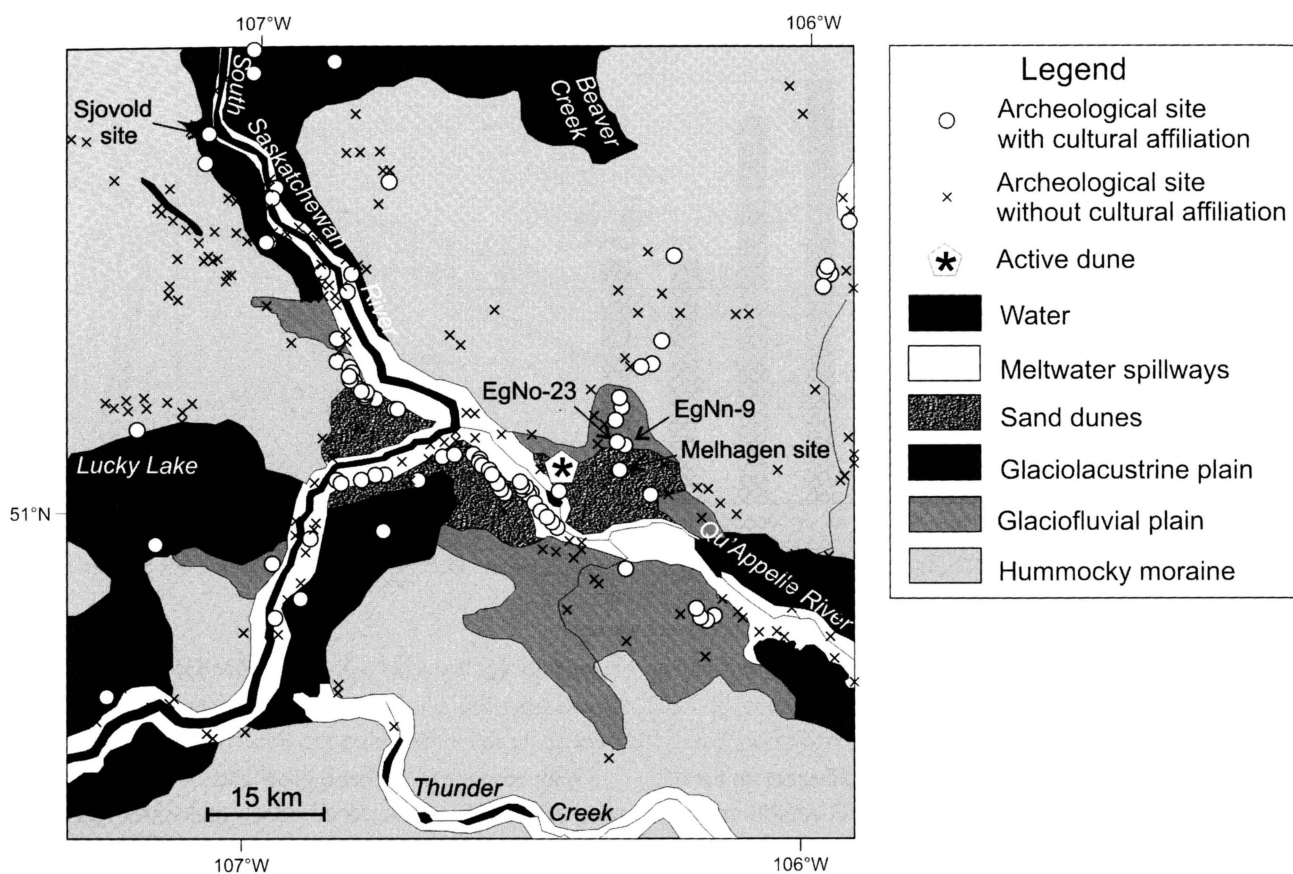 107°W
106°W
Sjovold
site
South
Saskatchewan
River
Beaver
Creek
EgNo-23
EgNn-9
Melhagen site
Lucky Lake
51°N
Qu'Appelle River
15 km
Thunder
Creek
107°W
106°W
Legend
Archeological site
with cultural affiliation
Archeological site
without cultural affiliation
Active dune
Water
Meltwater spillways
Sand dunes
Glaciolacustrine plain
Glaciofluvial plain
Hummocky moraine